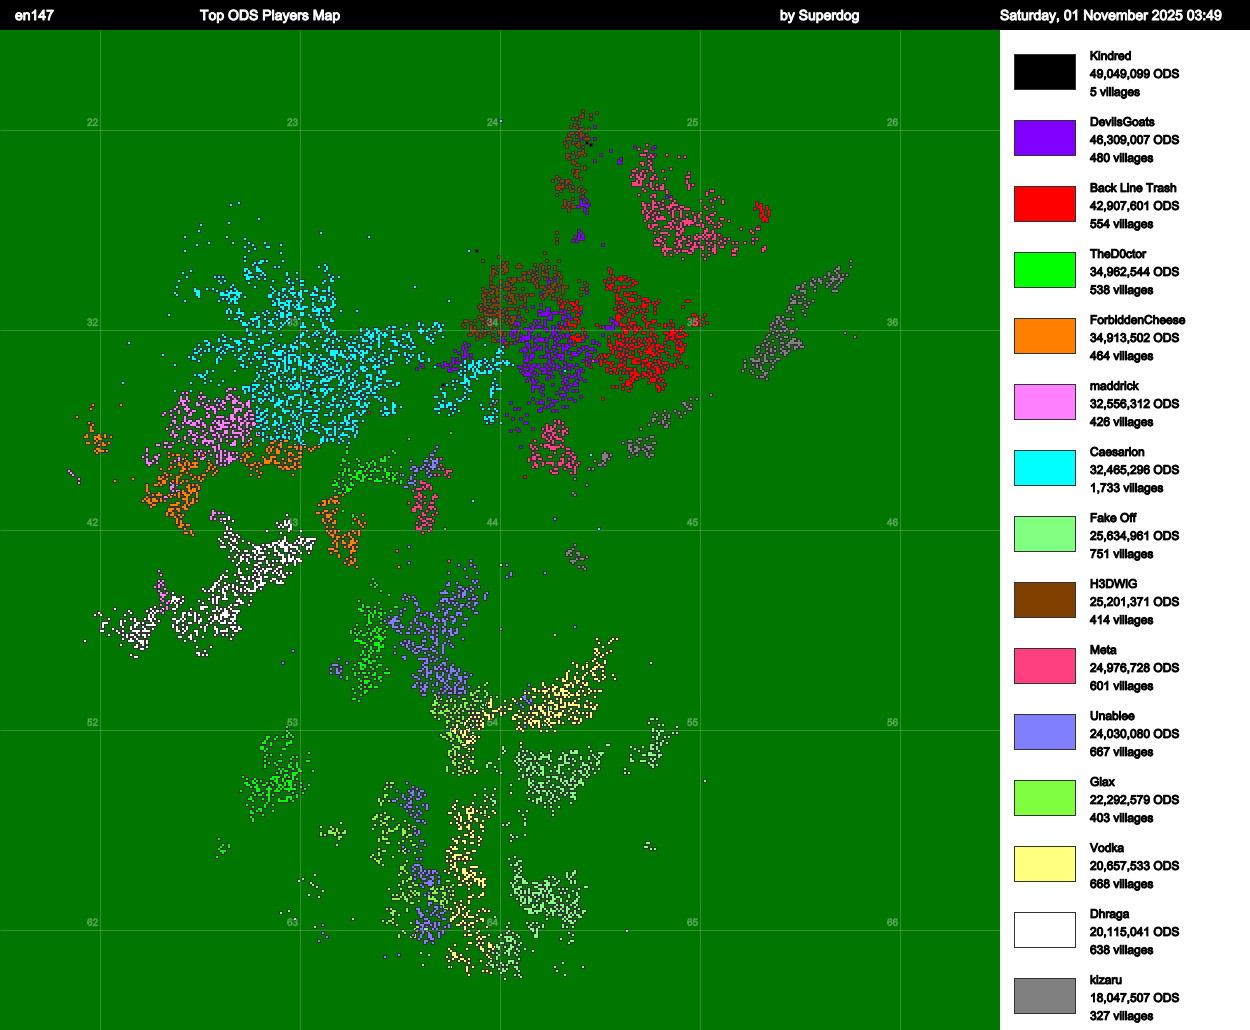 en147 Top ODS Players Map by Superdog Saturday, 01 November 2025 03:49
Kindred
49,049,099 ODS
5 villages
DevilsGoats
46,309,007 ODS
480 villages
Back Line Trash
42,907,601 ODS
554 villages
TheD0ctor
34,962,544 ODS
538 villages
ForbiddenCheese
34,913,502 ODS
464 villages
maddrick
32,556,312 ODS
426 villages
Caesarion
32,465,296 ODS
1,733 villages
Fake Off
25,634,961 ODS
751 villages
H3DWIG
25,201,371 ODS
414 villages
Meta
24,976,728 ODS
601 villages
Unablee
24,030,080 ODS
667 villages
Glax
22,292,579 ODS
403 villages
Vodka
20,657,533 ODS
668 villages
Dhraga
20,115,041 ODS
638 villages
kizaru
18,047,507 ODS
327 villages
22 23 24 25 26
32 33 34 35 36
42 43 44 45 46
52 53 54 55 56
62 63 64 65 66